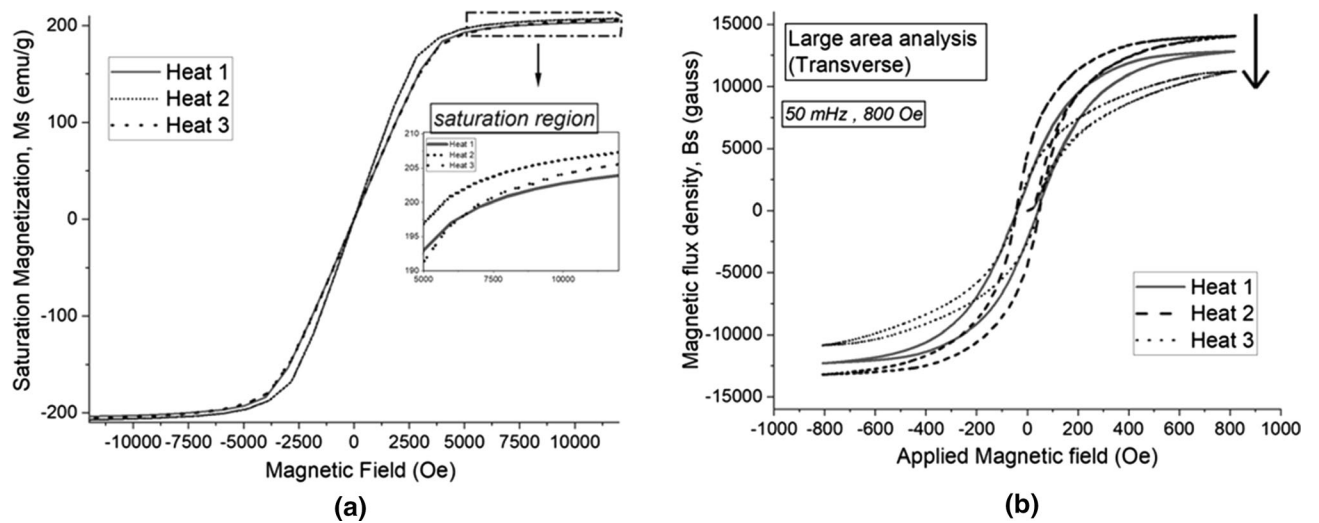 200
100
0
-100
-200
Saturation Magnetization, Ms (emu/g)
Heat 1
Heat 2
Heat 3
saturation region
210
205
200
195
190
Heat 1
Heat 2
Heat 3
5000 7500 10000
-10000 -7500 -5000 -2500 0 2500 5000 7500 10000
Magnetic Field (Oe)
(a)
15000
10000
5000
0
-5000
-10000
-15000
Magnetic flux density, Bs (gauss)
Large area analysis
(Transverse)
50 mHz , 800 Oe
Heat 1
Heat 2
Heat 3
-1000 -800 -600 -400 -200 0 200 400 600 800 1000
Applied Magnetic field (Oe)
(b)